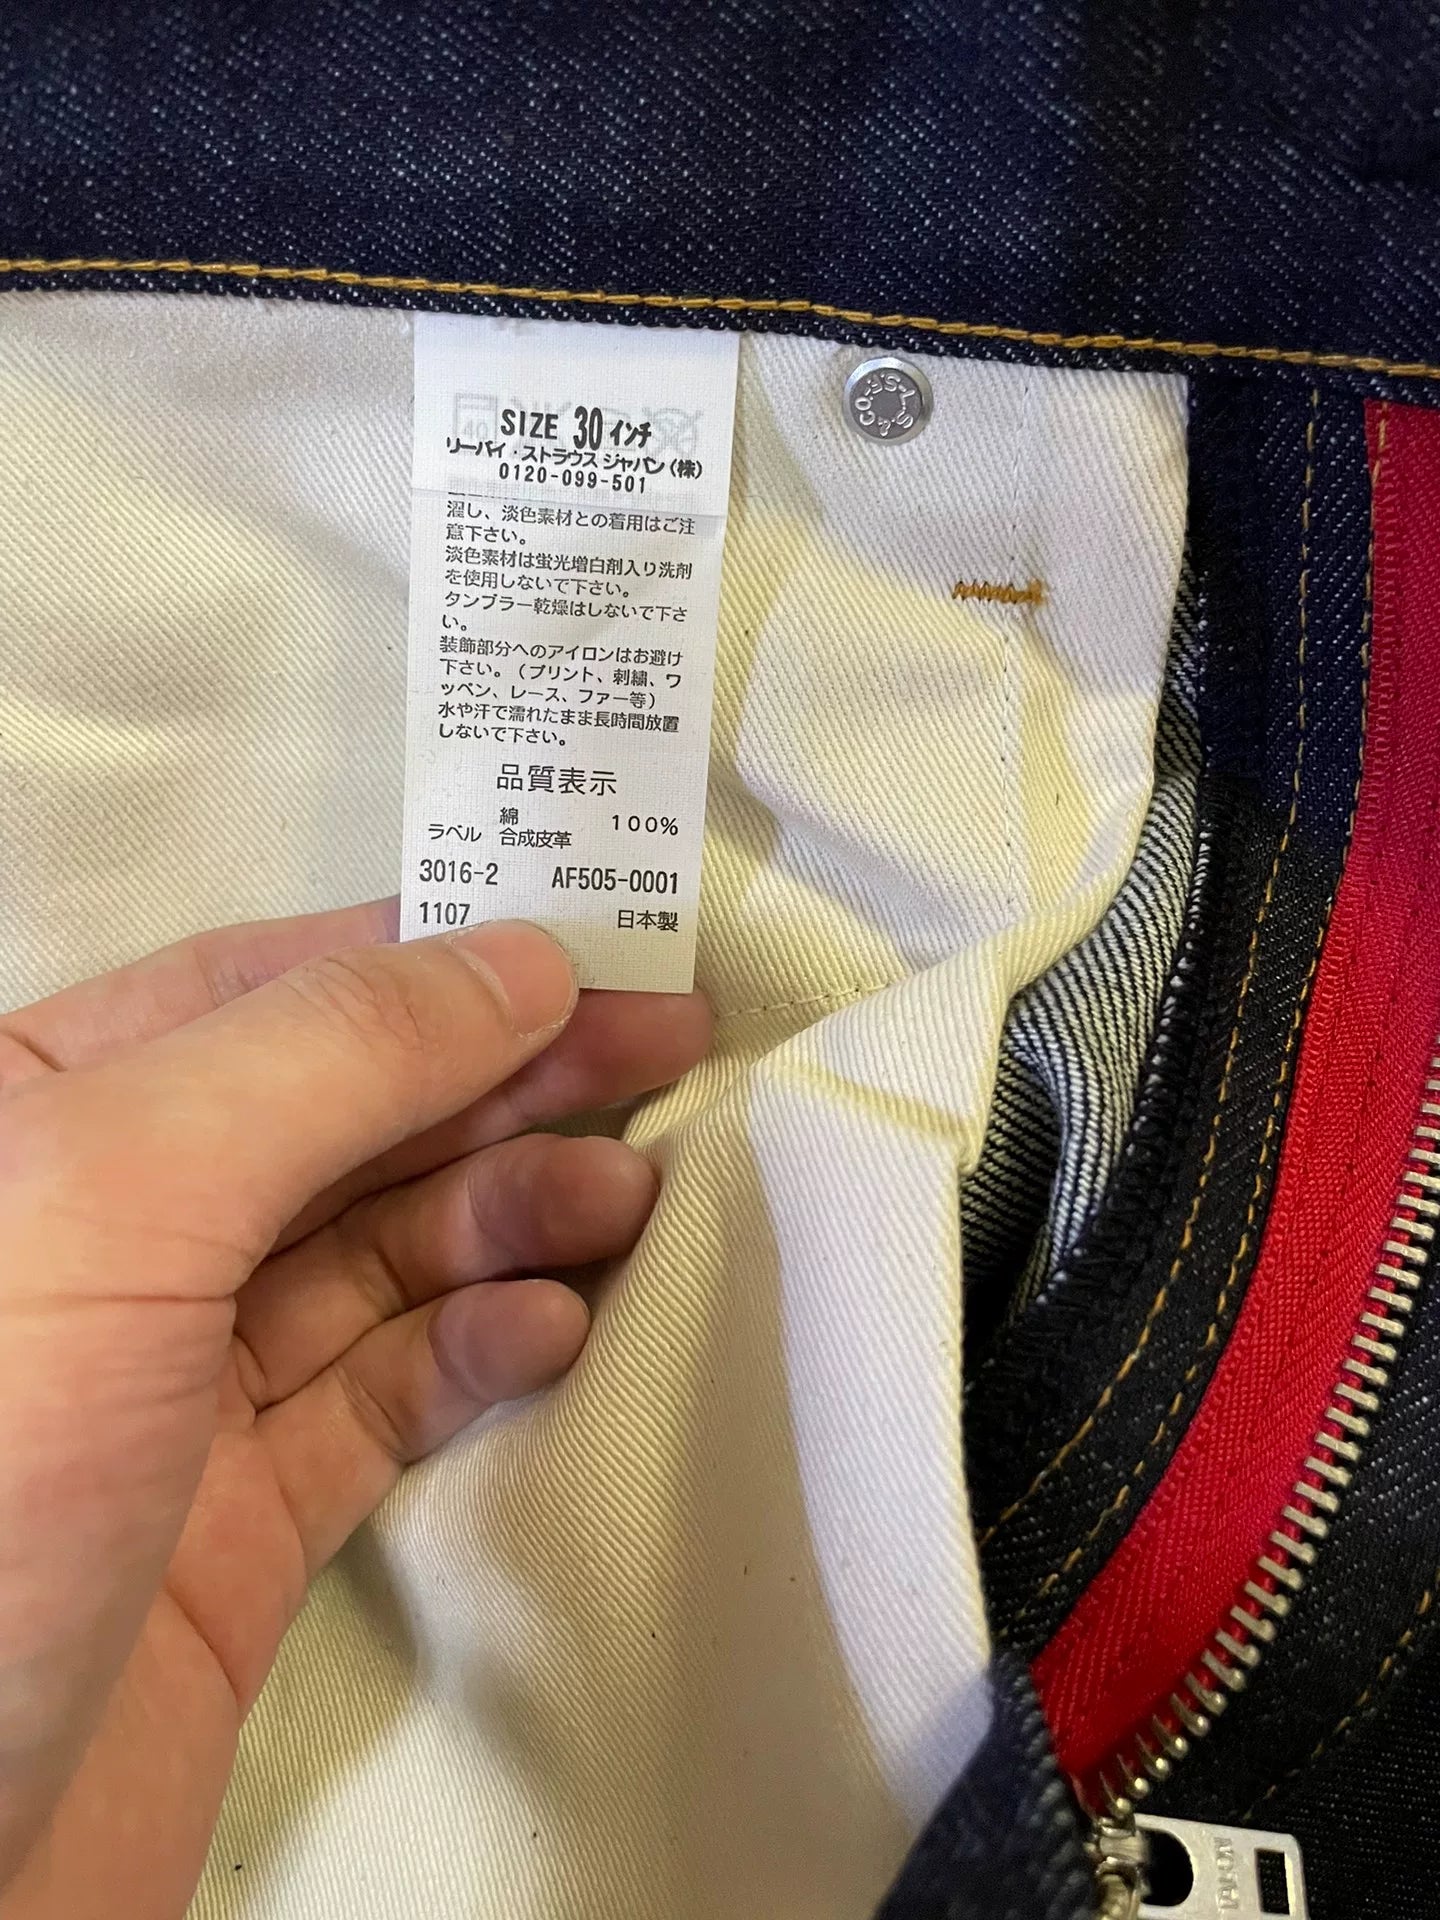 SIZE 30インチ
リーバイ・ストラウス ジャパン(株)
0120-099-501
濯し、淡色素材との着用はご注
意下さい。
淡色素材は蛍光増白剤入り洗剤
を使用しないで下さい。
タンブラー乾燥はしないで下さ
い。
装飾部分へのアイロンはお避け
下さい。(プリント、刺繍、ワ
ッペン、レース、ファー等)
水や汗で濡れたまま長時間放置
しないで下さい。
品質表示
綿 100%
ラベル 合成皮革
3016-2 AF505-0001
1107 日本製
L.S. & CO.-S.F.